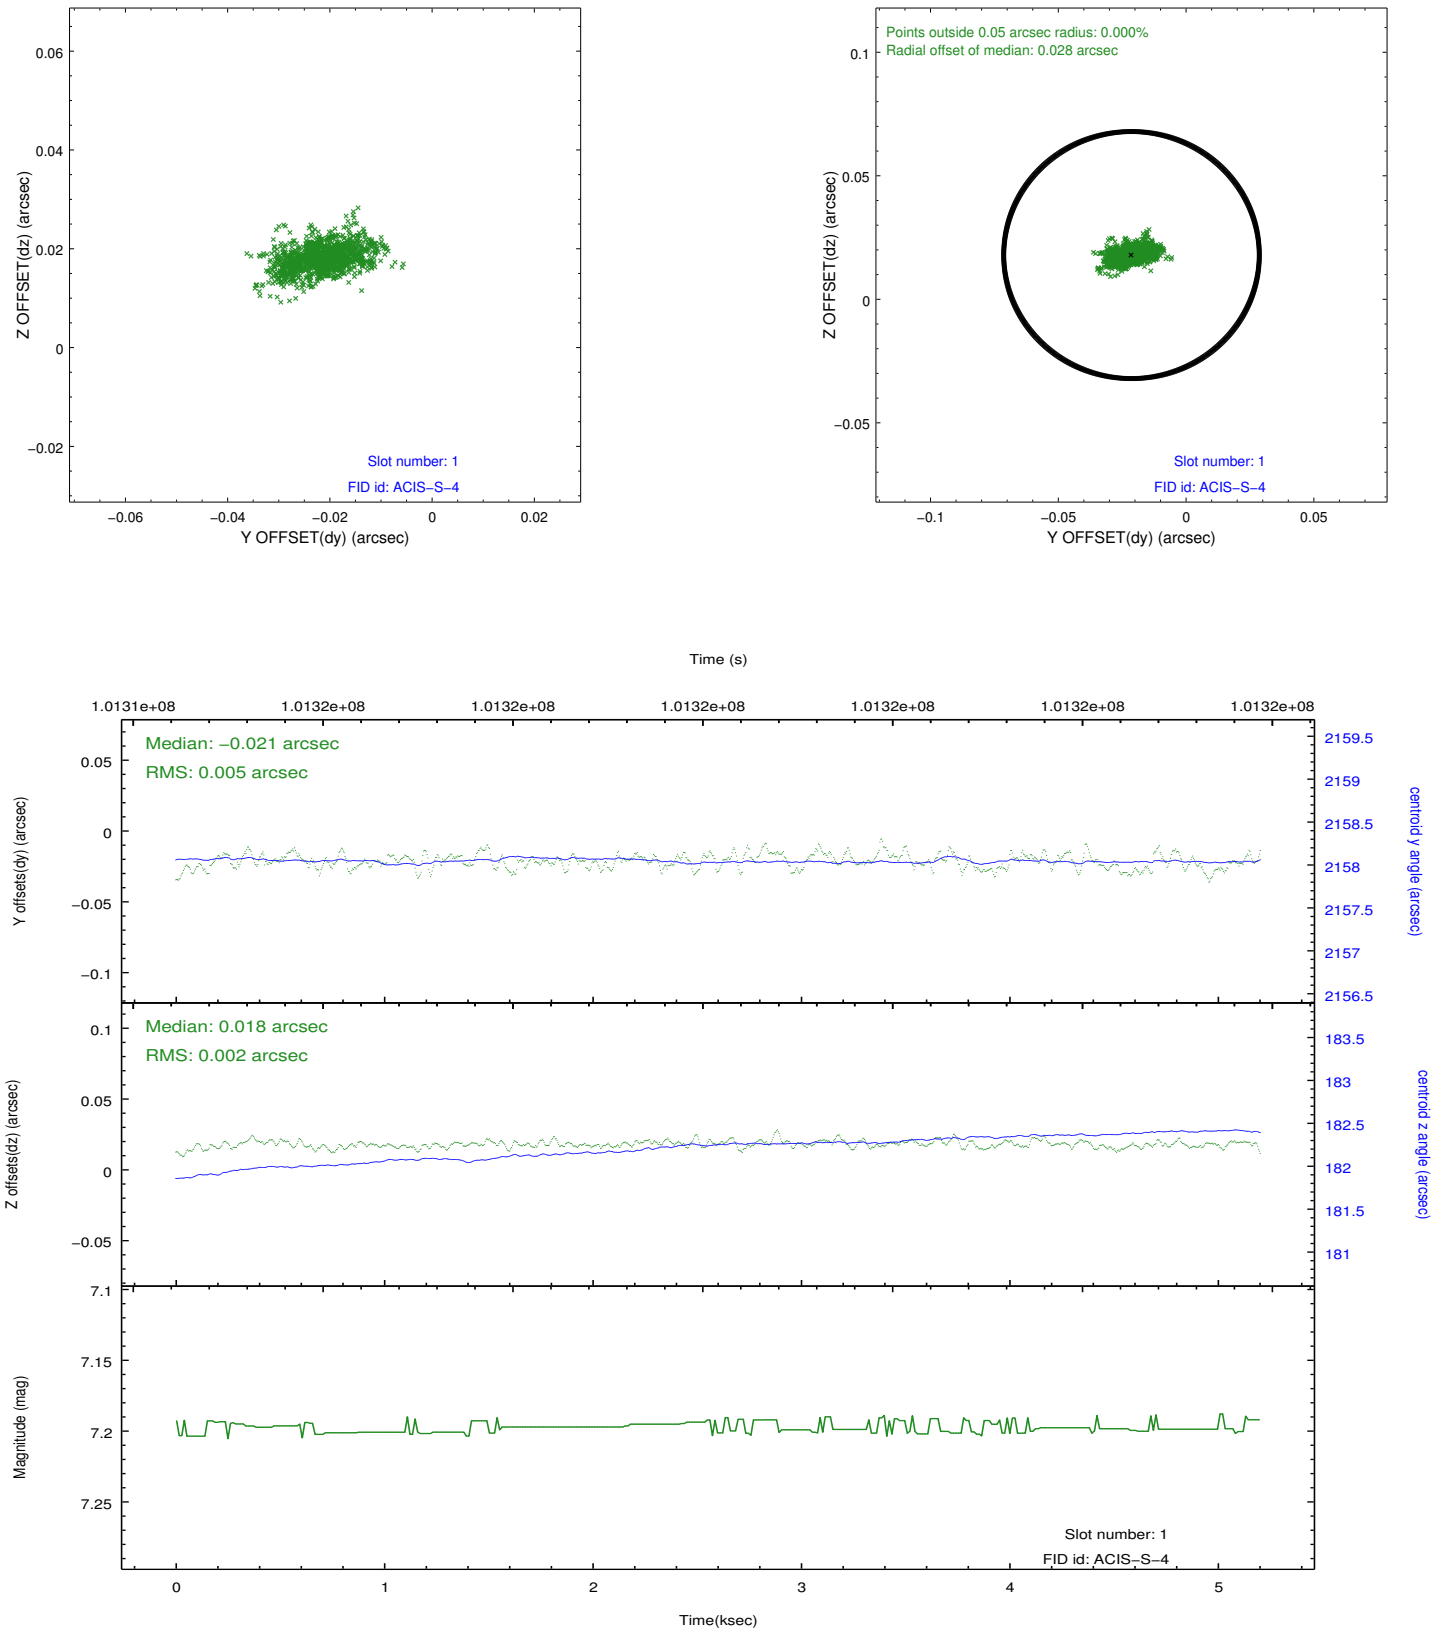 0.06
0.04
0.02
0
−0.02
Z OFFSET(dz) (arcsec)
Slot number: 1
FID id: ACIS−S−4
−0.06
−0.04
−0.02
0
0.02
Y OFFSET(dy) (arcsec)
Points outside 0.05 arcsec radius: 0.000%
Radial offset of median: 0.028 arcsec
0.1
0.05
0
−0.05
Z OFFSET(dz) (arcsec)
Slot number: 1
FID id: ACIS−S−4
−0.1
−0.05
0
0.05
Y OFFSET(dy) (arcsec)
Time (s)
1.0131e+08
1.0132e+08
1.0132e+08
1.0132e+08
1.0132e+08
1.0132e+08
1.0132e+08
Median: −0.021 arcsec
RMS: 0.005 arcsec
0.05
0
−0.05
−0.1
Y offsets(dy) (arcsec)
2159.5
2159
2158.5
2158
2157.5
2157
2156.5
centroid y angle (arcsec)
Median: 0.018 arcsec
RMS: 0.002 arcsec
0.1
0.05
0
−0.05
Z offsets(dz) (arcsec)
183.5
183
182.5
182
181.5
181
centroid z angle (arcsec)
7.1
7.15
7.2
7.25
Magnitude (mag)
Slot number: 1
FID id: ACIS−S−4
0
1
2
3
4
5
Time(ksec)